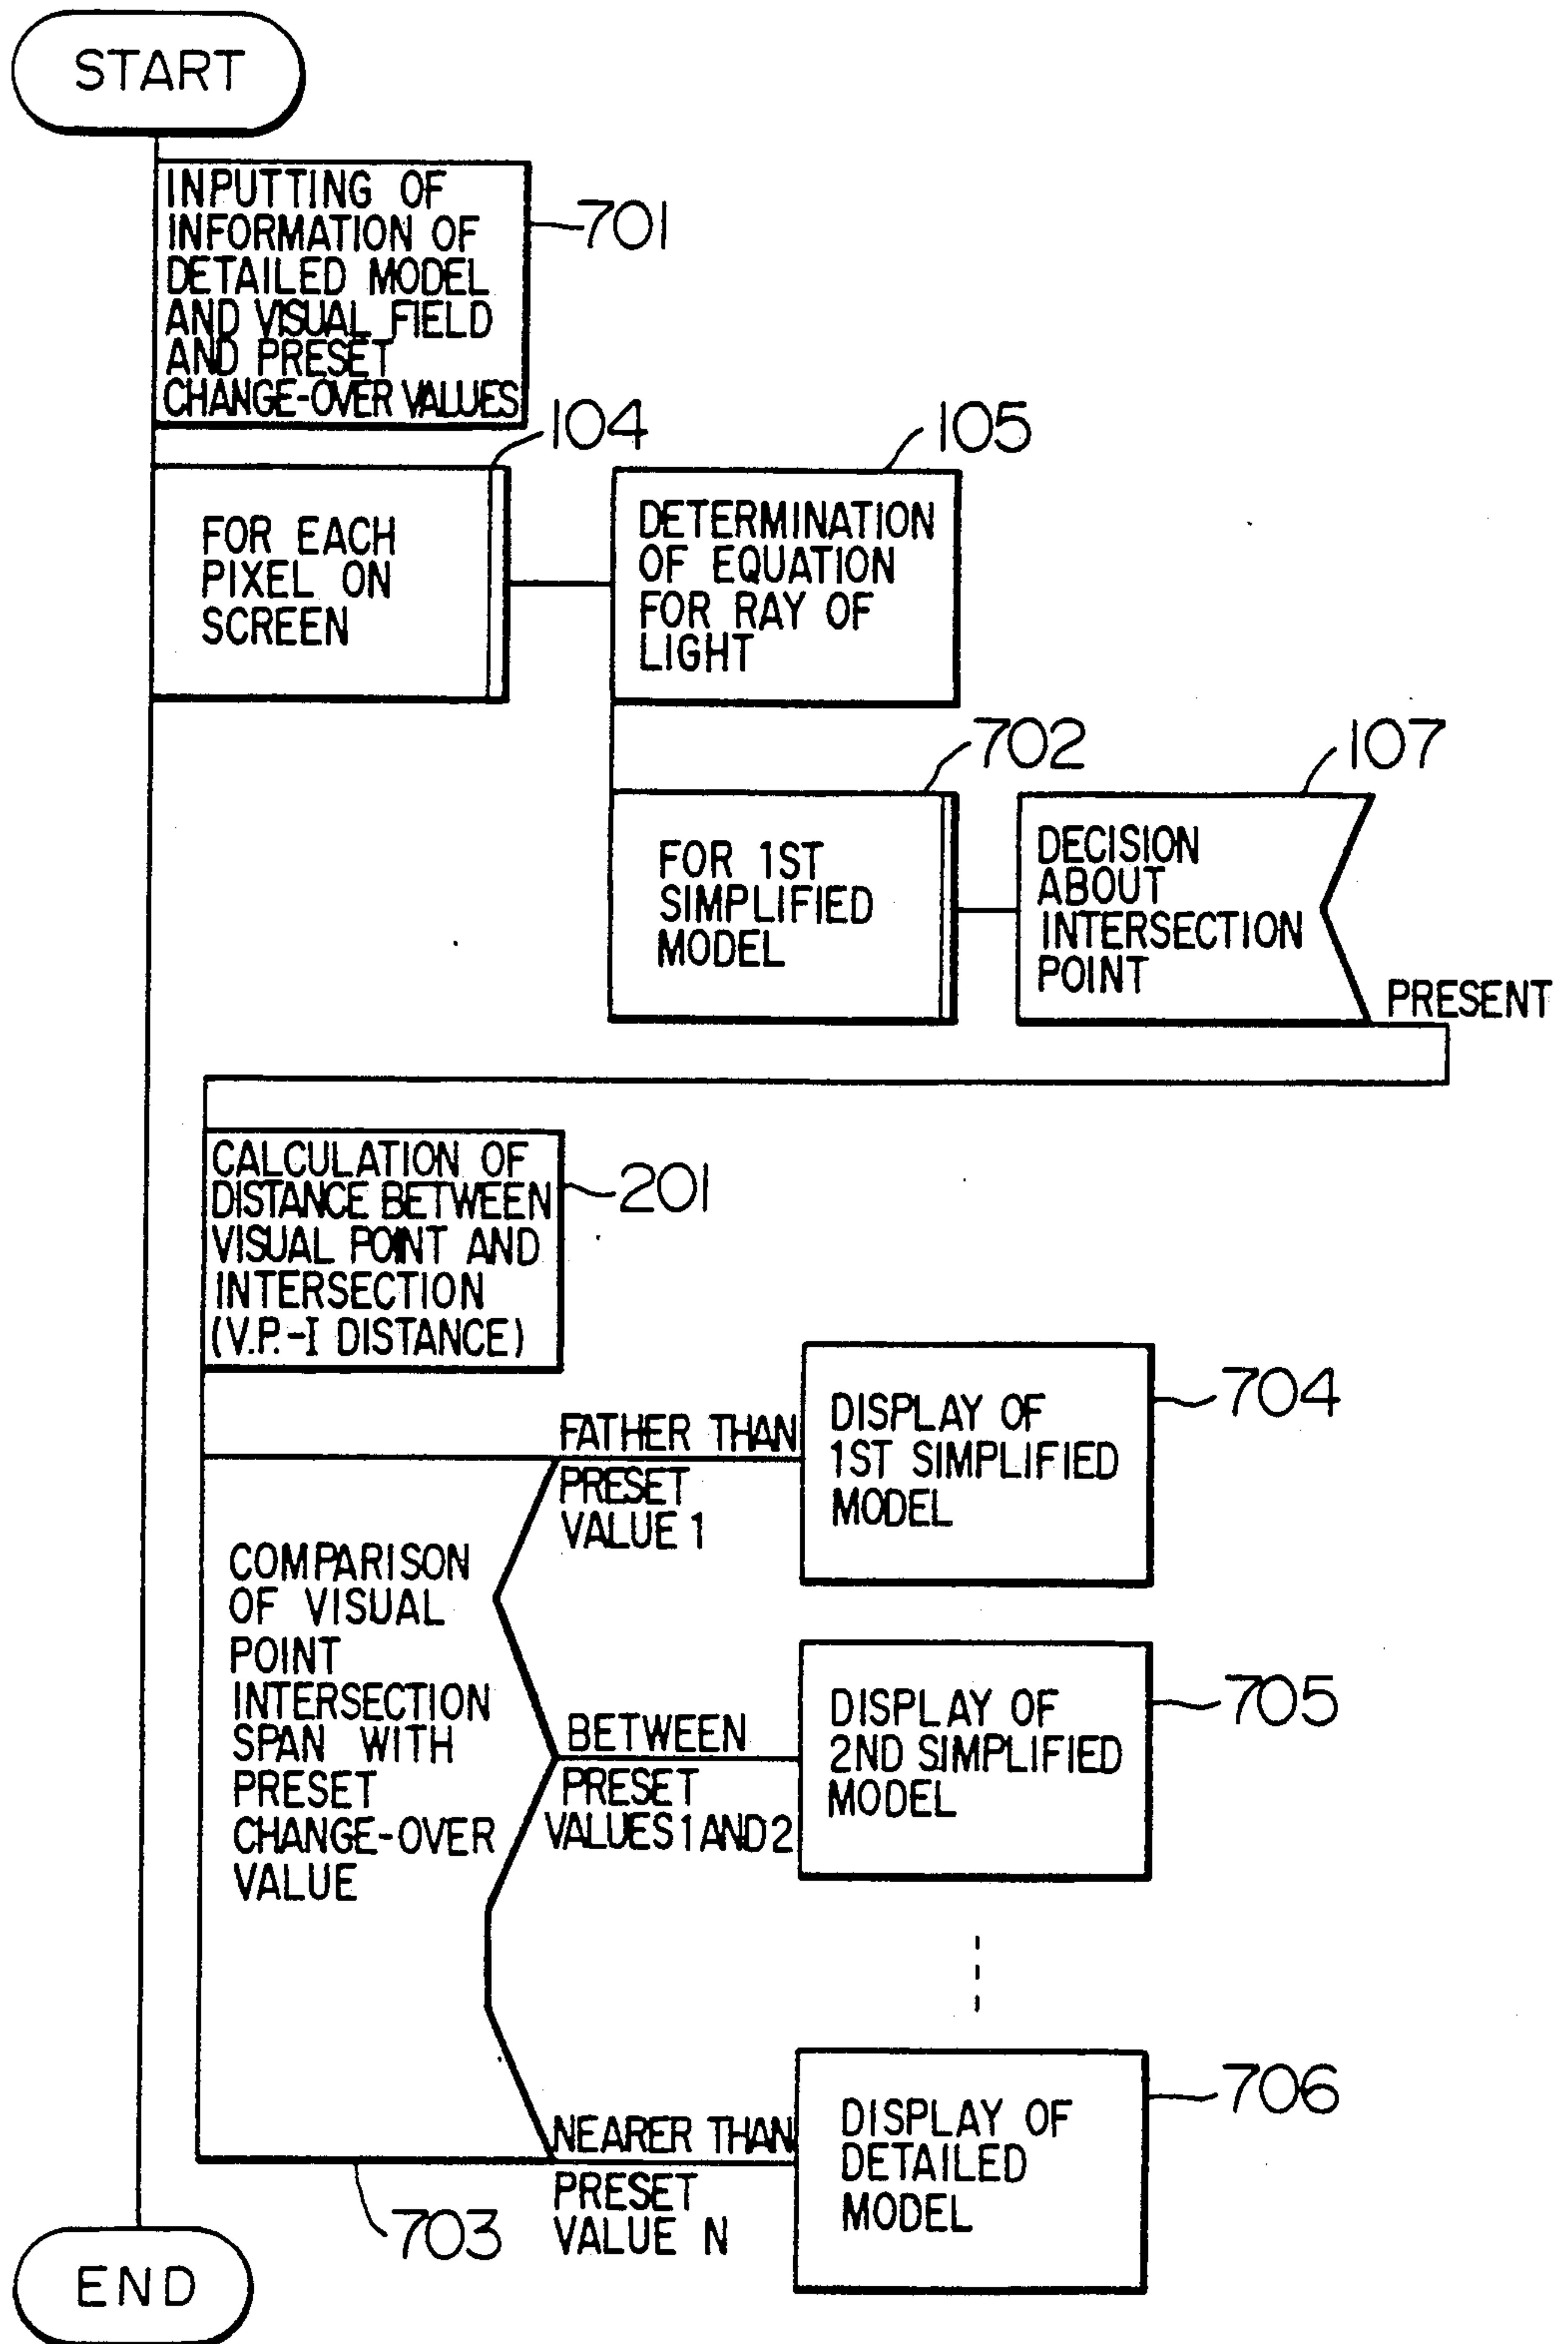 START
INPUTTING OF
INFORMATION OF
DETAILED MODEL
AND VISUAL FIELD
AND PRESET
CHANGE-OVER VALUES
701
104
FOR EACH
PIXEL ON
SCREEN
105
DETERMINATION
OF EQUATION
FOR RAY OF
LIGHT
702
FOR 1ST
SIMPLIFIED
MODEL
107
DECISION
ABOUT
INTERSECTION
POINT
PRESENT
CALCULATION OF
DISTANCE BETWEEN
VISUAL POINT AND
INTERSECTION
(V.P.-I DISTANCE)
201
COMPARISON
OF VISUAL
POINT
INTERSECTION
SPAN WITH
PRESET
CHANGE-OVER
VALUE
703
FATHER THAN
PRESET
VALUE 1
DISPLAY OF
1ST SIMPLIFIED
MODEL
704
BETWEEN
PRESET
VALUES 1 AND 2
DISPLAY OF
2ND SIMPLIFIED
MODEL
705
NEARER THAN
PRESET
VALUE N
DISPLAY OF
DETAILED
MODEL
706
END